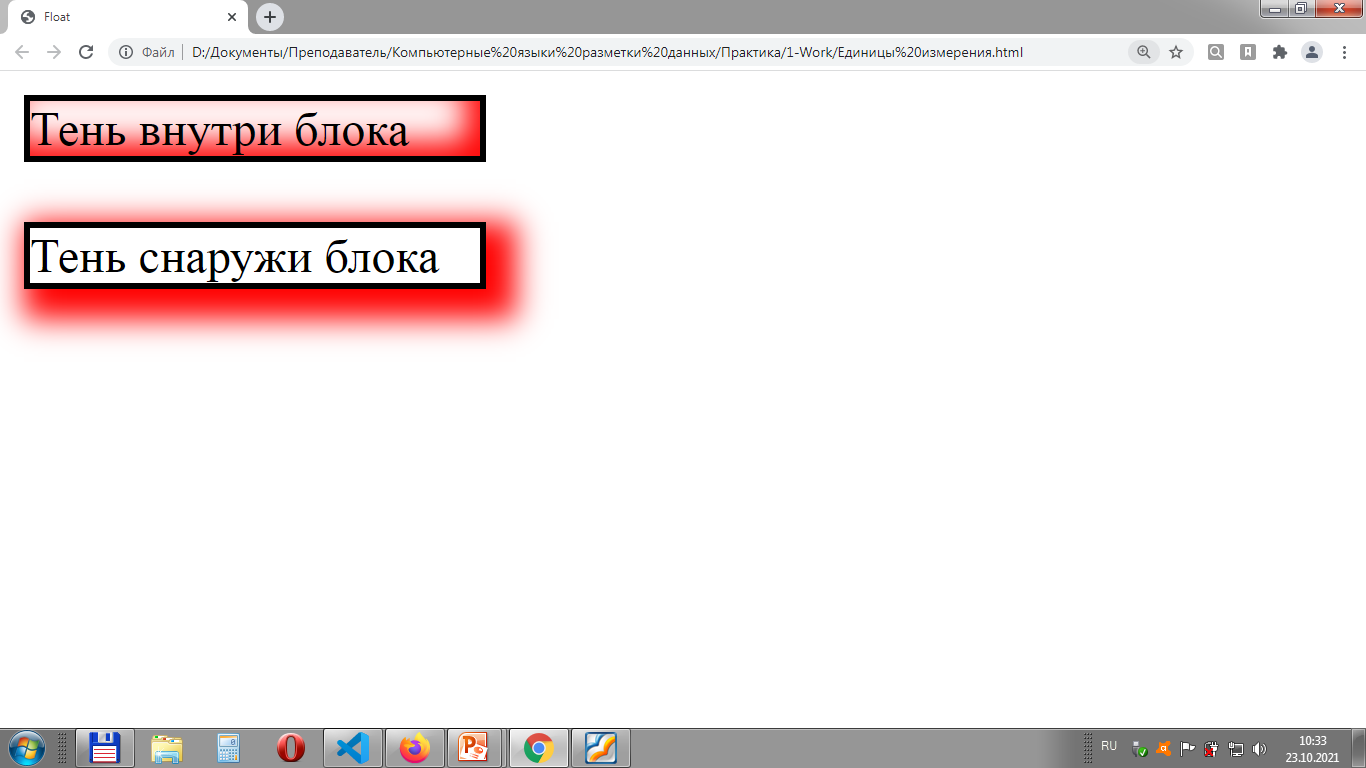 Float
Файл
D:/Документы/Преподаватель/Компьютерные%20языки%20разметки%20данных/Практика/1-Work/Единицы%20измерения.html
Тень внутри блока
Тень снаружи блока
RU
10:33
23.10.2021